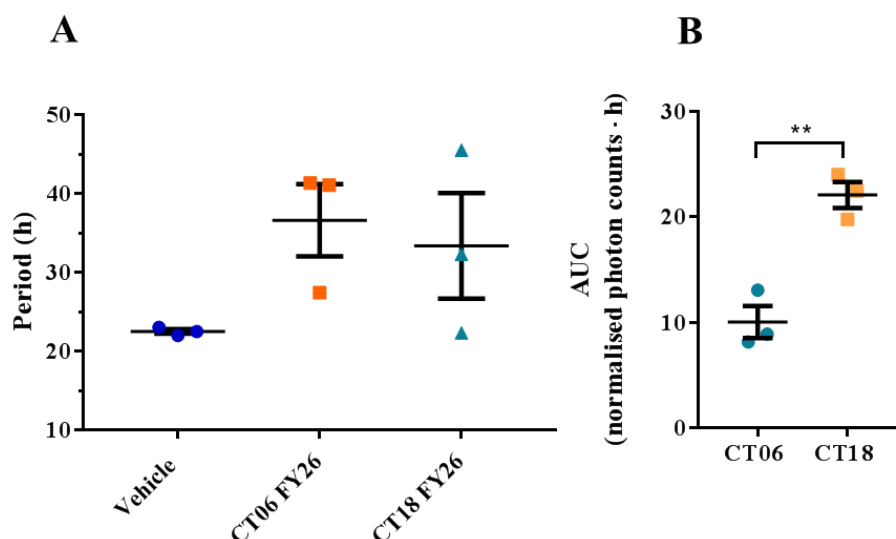 A
Period (h)
50
40
30
20
10
Vehicle
CT06 FY26
CT18 FY26
B
AUC
(normalised photon counts · h)
30
20
10
0
**
CT06
CT18